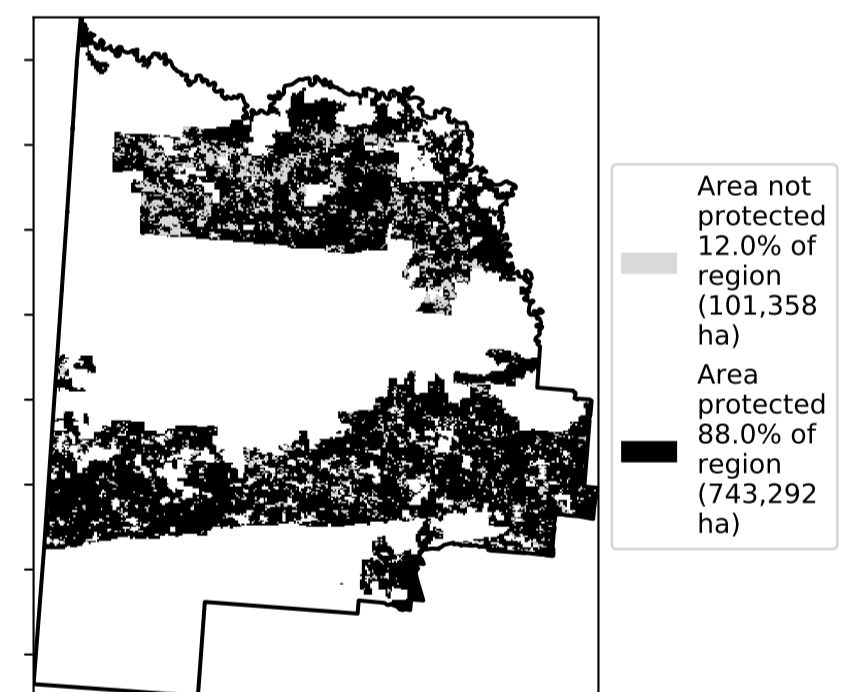 Area not
protected
12.0% of
region
(101,358
ha)
Area
protected
88.0% of
region
(743,292
ha)